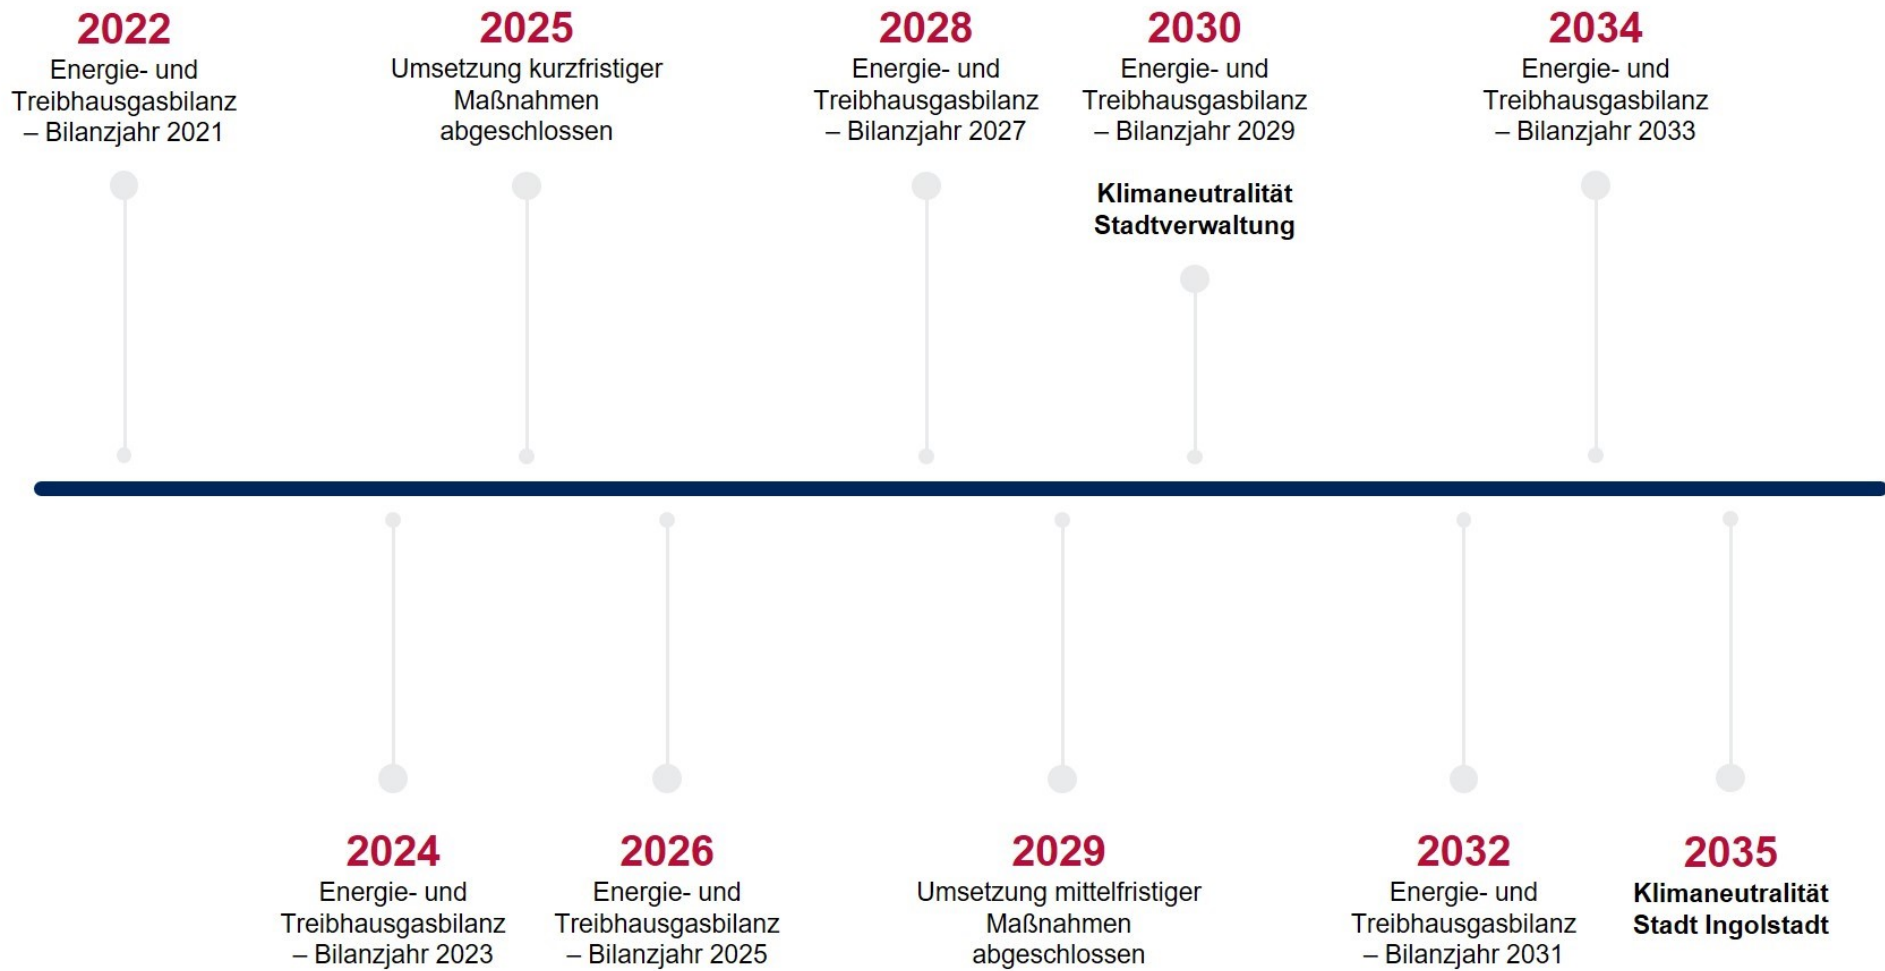 2022
Energie- und
Treibhausgasbilanz
– Bilanzjahr 2021
2025
Umsetzung kurzfristiger
Maßnahmen
abgeschlossen
2028
Energie- und
Treibhausgasbilanz
– Bilanzjahr 2027
2030
Energie- und
Treibhausgasbilanz
– Bilanzjahr 2029
Klimaneutralität
Stadtverwaltung
2034
Energie- und
Treibhausgasbilanz
– Bilanzjahr 2033
2024
Energie- und
Treibhausgasbilanz
– Bilanzjahr 2023
2026
Energie- und
Treibhausgasbilanz
– Bilanzjahr 2025
2029
Umsetzung mittelfristiger
Maßnahmen
abgeschlossen
2032
Energie- und
Treibhausgasbilanz
– Bilanzjahr 2031
2035
Klimaneutralität
Stadt Ingolstadt